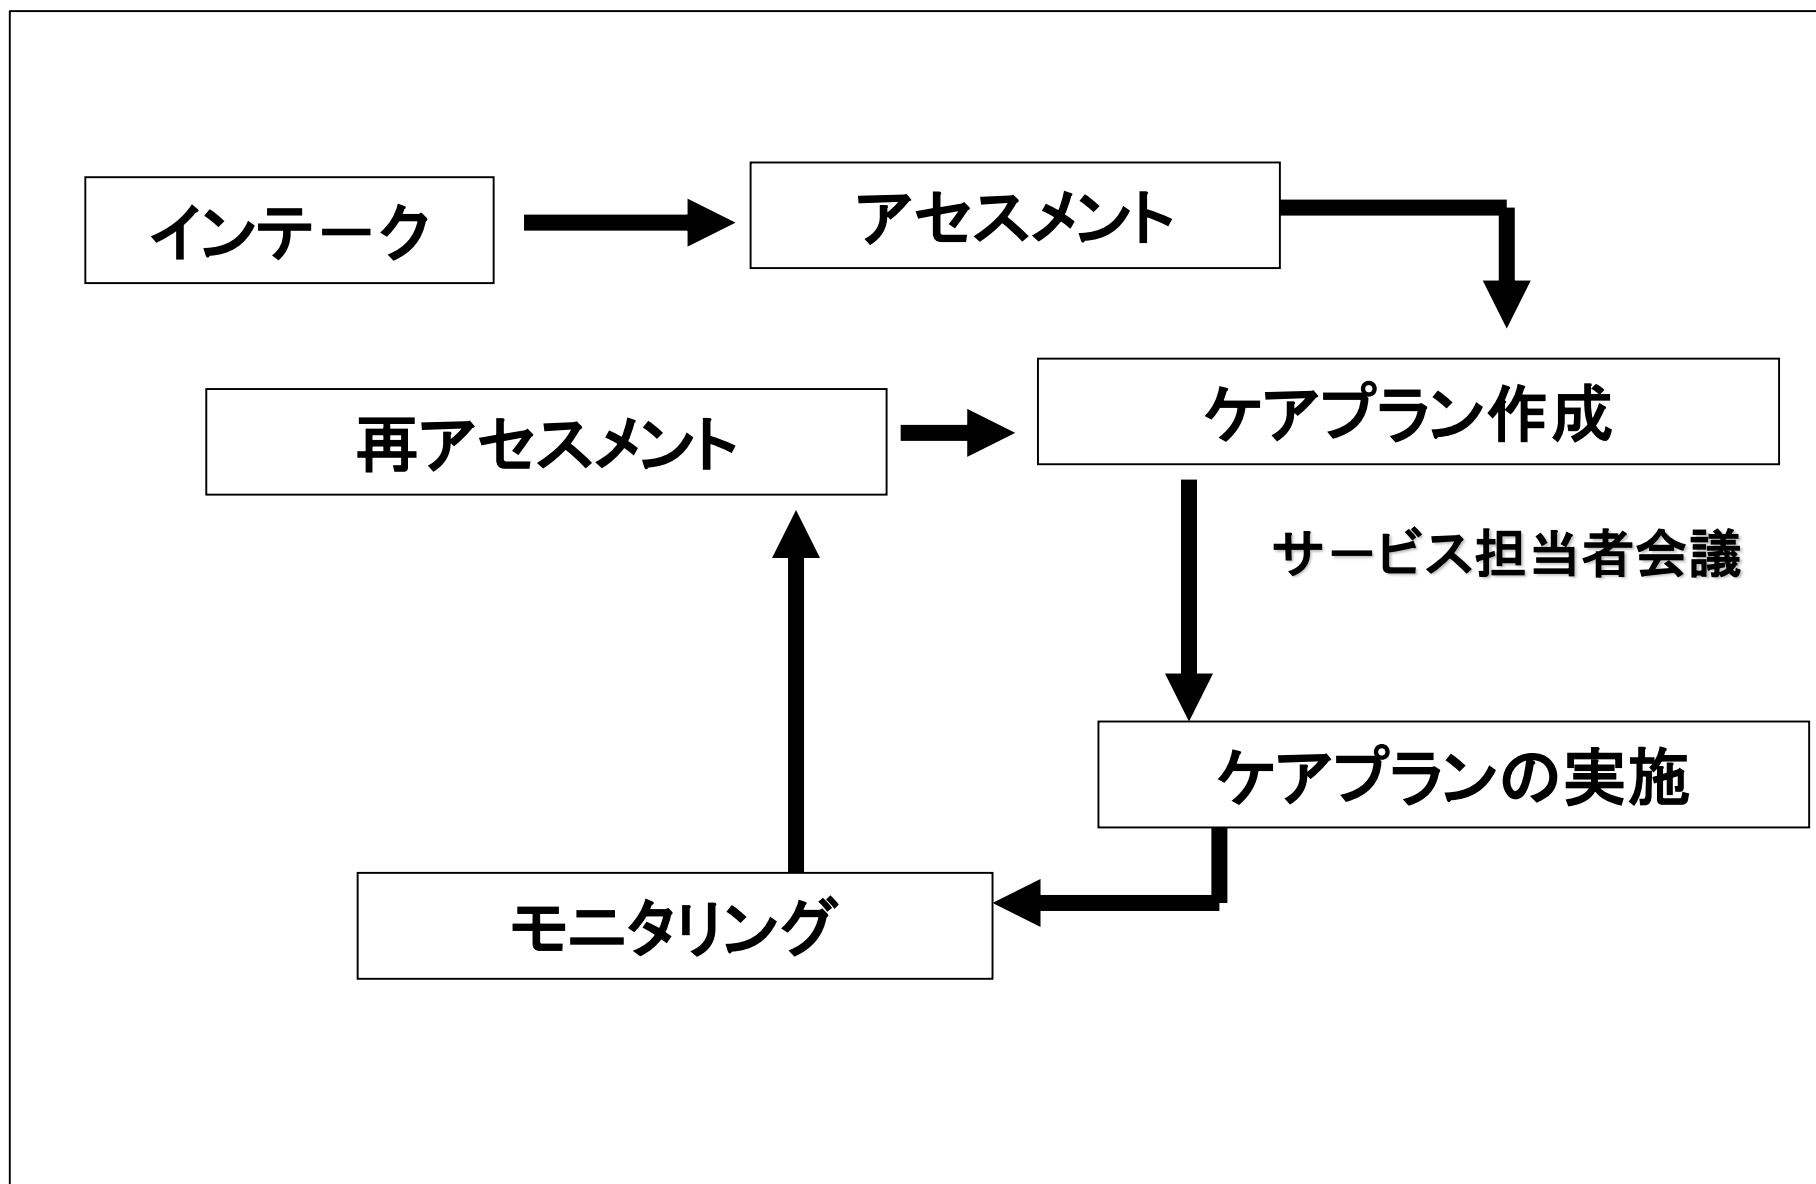 インテーク
アセスメント
再アセスメント
ケアプラン作成
サービス担当者会議
ケアプランの実施
モニタリング